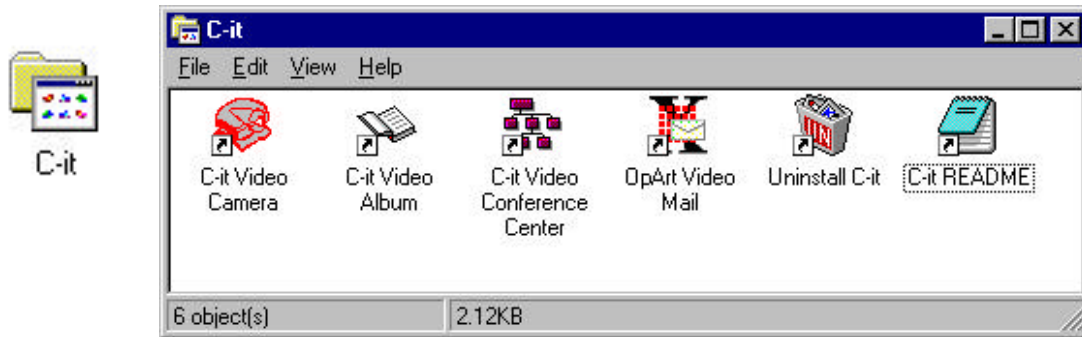 C-it
C-it
File Edit View Help
C-it Video Camera
C-it Video Album
C-it Video Conference Center
OpArt Video Mail
Uninstall C-it
C-it README
6 object(s)
2.12KB